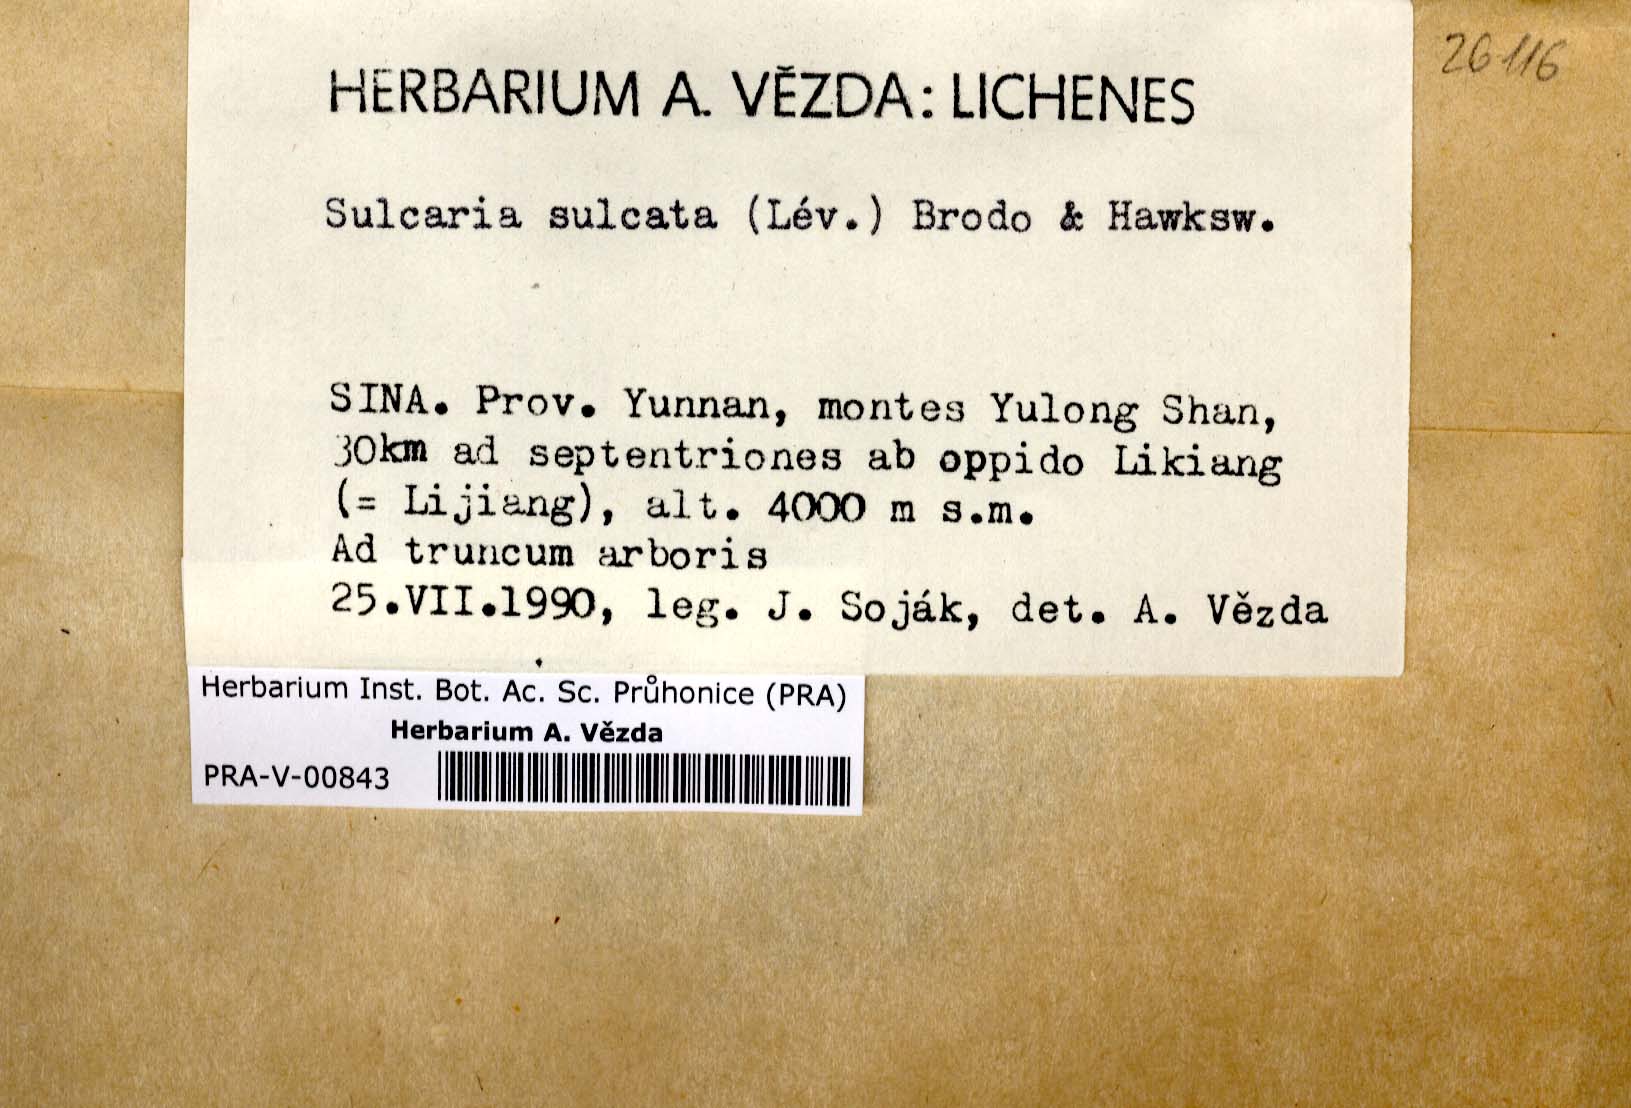 26116
HERBARIUM A. VĚZDA: LICHENES
Sulcaria sulcata (Lév.) Brodo & Hawksw.
SINA. Prov. Yunnan, montes Yulong Shan,
30km ad septentriones ab oppido Likiang
(= Lijiang), alt. 4000 m s.m.
Ad truncum arboris
25.VII.1990, leg. J. Soják, det. A. Vězda
Herbarium Inst. Bot. Ac. Sc. Průhonice (PRA)
Herbarium A. Vězda
PRA-V-00843